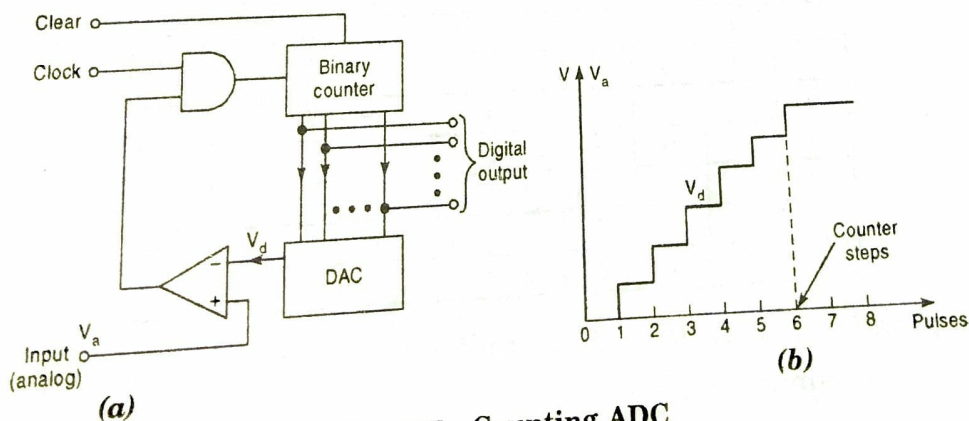 Clear
Clock
Binary
counter
Digital
output
V_d
DAC
−
+
V_a
Input
(analog)
(a)
V V_a
V_d
Counter
steps
0 1 2 3 4 5 6 7 8 Pulses
(b)
Counting ADC